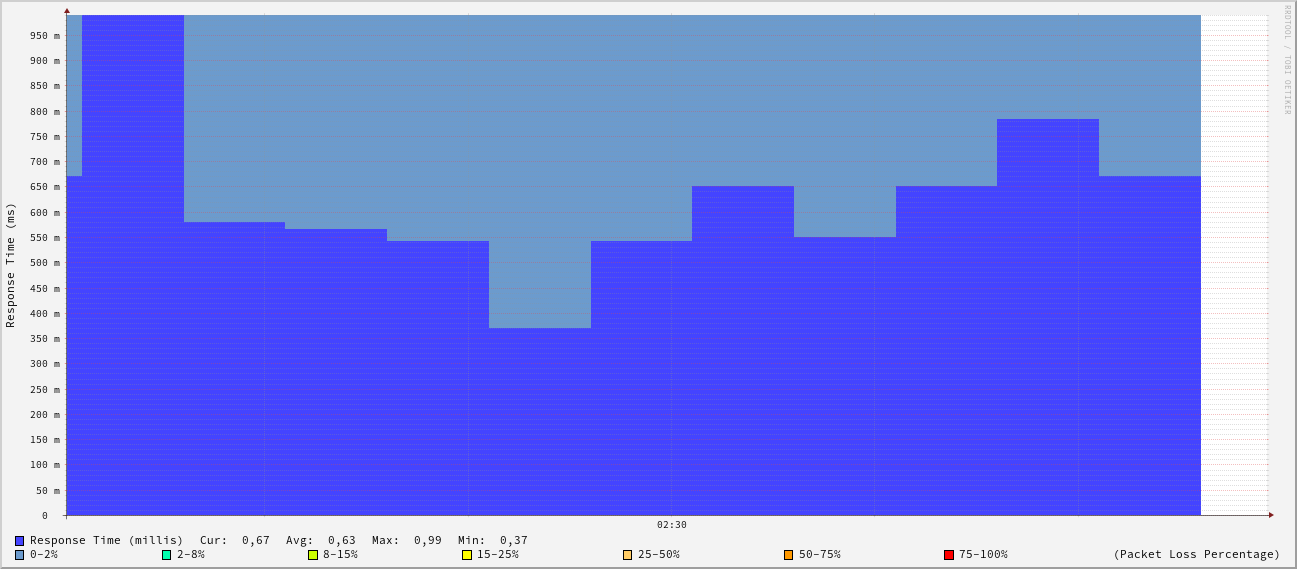 RRDTOOL / TOBI OETIKER
Response Time (ms)
950 m
900 m
850 m
800 m
750 m
700 m
650 m
600 m
550 m
500 m
450 m
400 m
350 m
300 m
250 m
200 m
150 m
100 m
50 m
0
02:30
Response Time (millis) Cur: 0,67 Avg: 0,63 Max: 0,99 Min: 0,37
0-2% 2-8% 8-15% 15-25% 25-50% 50-75% 75-100% (Packet Loss Percentage)